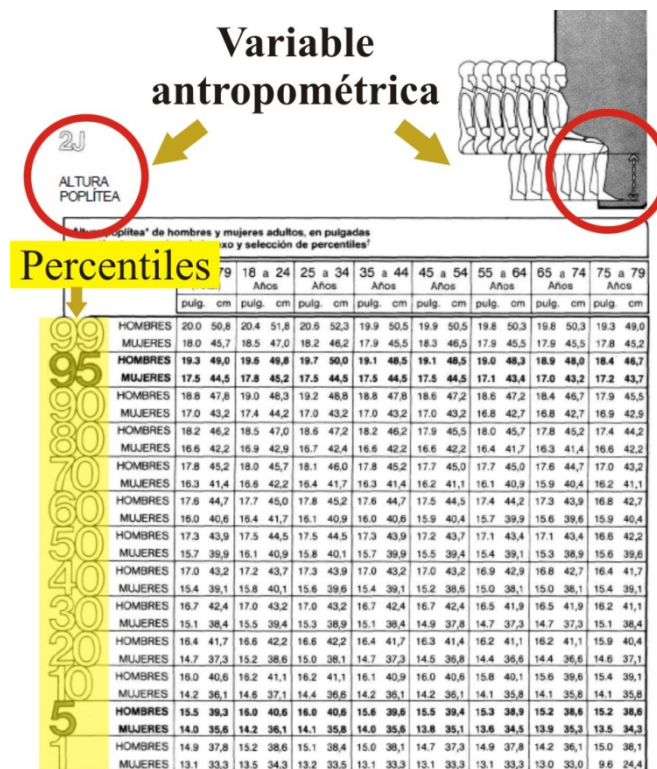 Variable
antropométrica
2J
ALTURA
POPLÍTEA
Altura poplítea* de hombres y mujeres adultos, en pulgadas
exo y selección de percentiles†
Percentiles
79 18 a 24 25 a 34 35 a 44 45 a 54 55 a 64 65 a 74 75 a 79
Años Años Años Años Años Años Años
pulg. cm pulg. cm pulg. cm pulg. cm pulg. cm pulg. cm pulg. cm pulg. cm
99 HOMBRES 20.0 50,8 20.4 51,8 20.6 52,3 19.9 50,5 19.9 50,5 19.8 50,3 19.8 50,3 19.3 49,0
MUJERES 18.0 45,7 18.5 47,0 18.2 46,2 17.9 45,5 18.3 46,5 17.9 45,5 17.9 45,5 17.8 45,2
95 HOMBRES 19.3 49,0 19.6 49,8 19.7 50,0 19.1 48,5 19.1 48,5 19.0 48,3 18.9 48,0 18.4 46,7
MUJERES 17.5 44,5 17.8 45,2 17.5 44,5 17.5 44,5 17.5 44,5 17.1 43,4 17.0 43,2 17.2 43,7
90 HOMBRES 18.8 47,8 19.0 48,3 19.2 48,8 18.8 47,8 18.6 47,2 18.6 47,2 18.4 46,7 17.9 45,5
MUJERES 17.0 43,2 17.4 44,2 17.0 43,2 17.0 43,2 17.0 43,2 16.8 42,7 16.8 42,7 16.9 42,9
80 HOMBRES 18.2 46,2 18.5 47,0 18.6 47,2 18.2 46,2 17.9 45,5 18.0 45,7 17.8 45,2 17.4 44,2
MUJERES 16.6 42,2 16.9 42,9 16.7 42,4 16.6 42,2 16.6 42,2 16.4 41,7 16.3 41,4 16.6 42,2
70 HOMBRES 17.8 45,2 18.0 45,7 18.1 46,0 17.8 45,2 17.7 45,0 17.7 45,0 17.6 44,7 17.0 43,2
MUJERES 16.3 41,4 16.6 42,2 16.4 41,7 16.3 41,4 16.2 41,1 16.1 40,9 15.9 40,4 16.2 41,1
60 HOMBRES 17.6 44,7 17.7 45,0 17.8 45,2 17.6 44,7 17.5 44,5 17.4 44,2 17.3 43,9 16.8 42,7
MUJERES 16.0 40,6 16.4 41,7 16.1 40,9 16.0 40,6 15.9 40,4 15.7 39,9 15.6 39,6 15.9 40,4
50 HOMBRES 17.3 43,9 17.5 44,5 17.5 44,5 17.3 43,9 17.2 43,7 17.1 43,4 17.1 43,4 16.6 42,2
MUJERES 15.7 39,9 16.1 40,9 15.8 40,1 15.7 39,9 15.5 39,4 15.4 39,1 15.3 38,9 15.6 39,6
40 HOMBRES 17.0 43,2 17.2 43,7 17.3 43,9 17.0 43,2 17.0 43,2 16.9 42,9 16.8 42,7 16.4 41,7
MUJERES 15.4 39,1 15.8 40,1 15.6 39,6 15.4 39,1 15.2 38,6 15.0 38,1 15.0 38,1 15.4 39,1
30 HOMBRES 16.7 42,4 17.0 43,2 17.0 43,2 16.7 42,4 16.7 42,4 16.5 41,9 16.5 41,9 16.2 41,1
MUJERES 15.1 38,4 15.5 39,4 15.3 38,9 15.1 38,4 14.9 37,8 14.7 37,3 14.7 37,3 15.1 38,4
20 HOMBRES 16.4 41,7 16.6 42,2 16.6 42,2 16.4 41,7 16.3 41,4 16.2 41,1 16.2 41,1 15.9 40,4
MUJERES 14.7 37,3 15.2 38,6 15.0 38,1 14.7 37,3 14.5 36,8 14.4 36,6 14.4 36,6 14.6 37,1
10 HOMBRES 16.0 40,6 16.2 41,1 16.2 41,1 16.1 40,9 16.0 40,6 15.8 40,1 15.6 39,6 15.4 39,1
MUJERES 14.2 36,1 14.6 37,1 14.4 36,6 14.2 36,1 14.2 36,1 14.1 35,8 14.1 35,8 14.1 35,8
5 HOMBRES 15.5 39,3 16.0 40,6 16.0 40,6 15.6 39,6 15.5 39,4 15.3 38,9 15.2 38,6 15.2 38,6
MUJERES 14.0 35,6 14.2 36,1 14.1 35,8 14.0 35,6 13.8 35,1 13.6 34,5 13.9 35,3 13.5 34,3
1 HOMBRES 14.9 37,8 15.2 38,6 15.1 38,4 15.0 38,1 14.7 37,3 14.9 37,8 14.2 36,1 15.0 38,1
MUJERES 13.1 33,3 13.5 34,3 13.2 33,5 13.1 33,3 13.1 33,3 13.1 33,3 13.0 33,0 9.6 24,4